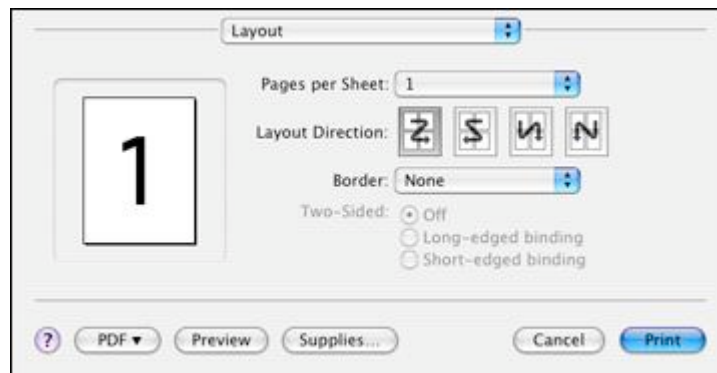 Layout
Pages per Sheet: 1
1
Layout Direction:
Border: None
Two-Sided: Off
Long-edged binding
Short-edged binding
? PDF▼ Preview Supplies... Cancel Print